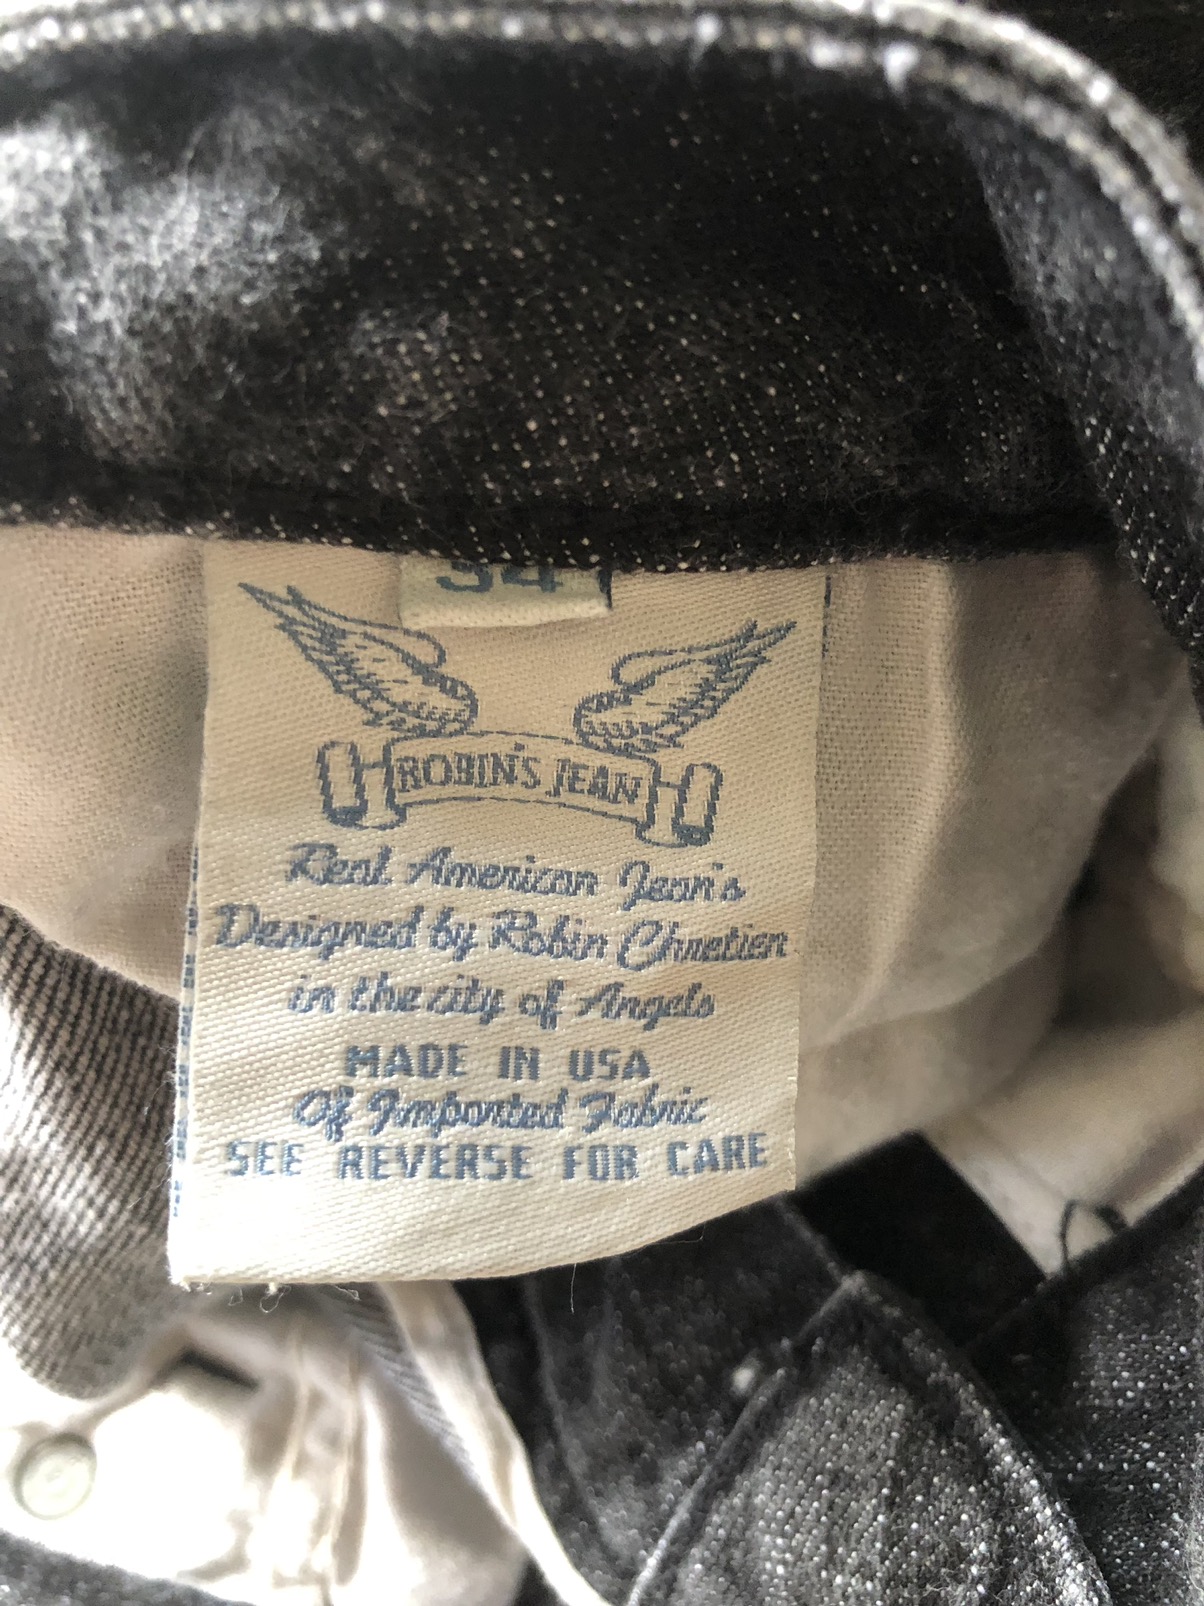 34
ROBIN'S JEAN
Real American Jean's
Designed by Robin Chretien
in the city of Angels
MADE IN USA
Of Imported Fabric
SEE REVERSE FOR CARE